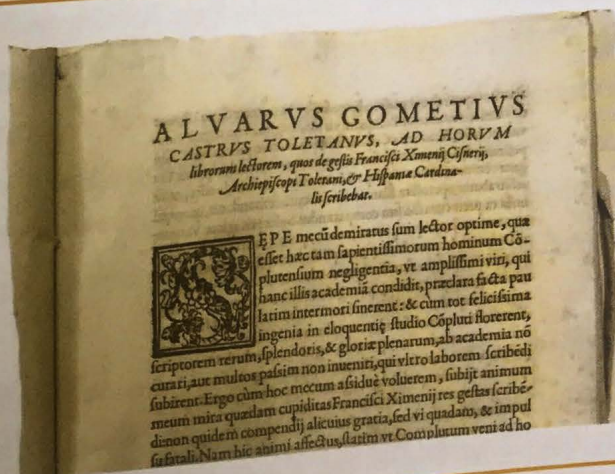 ALVARVS GOMETIVS
CASTRVS TOLETANVS, AD HORVM
librorum lectorem, quos de gestis Francisci Ximenij Cisnerij,
Archiepiscopi Toletani, & Hispaniæ Cardina-
lis scribebat.
SĘPE mecũ demiratus sum lector optime, quæ
esset hæc tam sapientissimorum hominum Cõ-
plutensium negligentia, vt amplissimi viri, qui
hanc illis academiã condidit, præclara facta pau
latim intermori sinerent: & cùm tot felicissima
ingenia in eloquentię studio Cõpluti florerent,
scriptorem rerum, splendoris, & gloriæ plenarum, ab academia nõ
curari, aut multos passim non inueniri, qui vltro laborem scribẽdi
subirent. Ergo cùm hoc mecum assiduè voluerem, subijt animum
meum mira quædam cupiditas Francisci Ximenij res gestas scribẽ-
di non quidem compendij alicuius gratia, sed vi quadam, & impul
su fatali. Nam hic animi affectus, statim vt Complutum veni ad ho